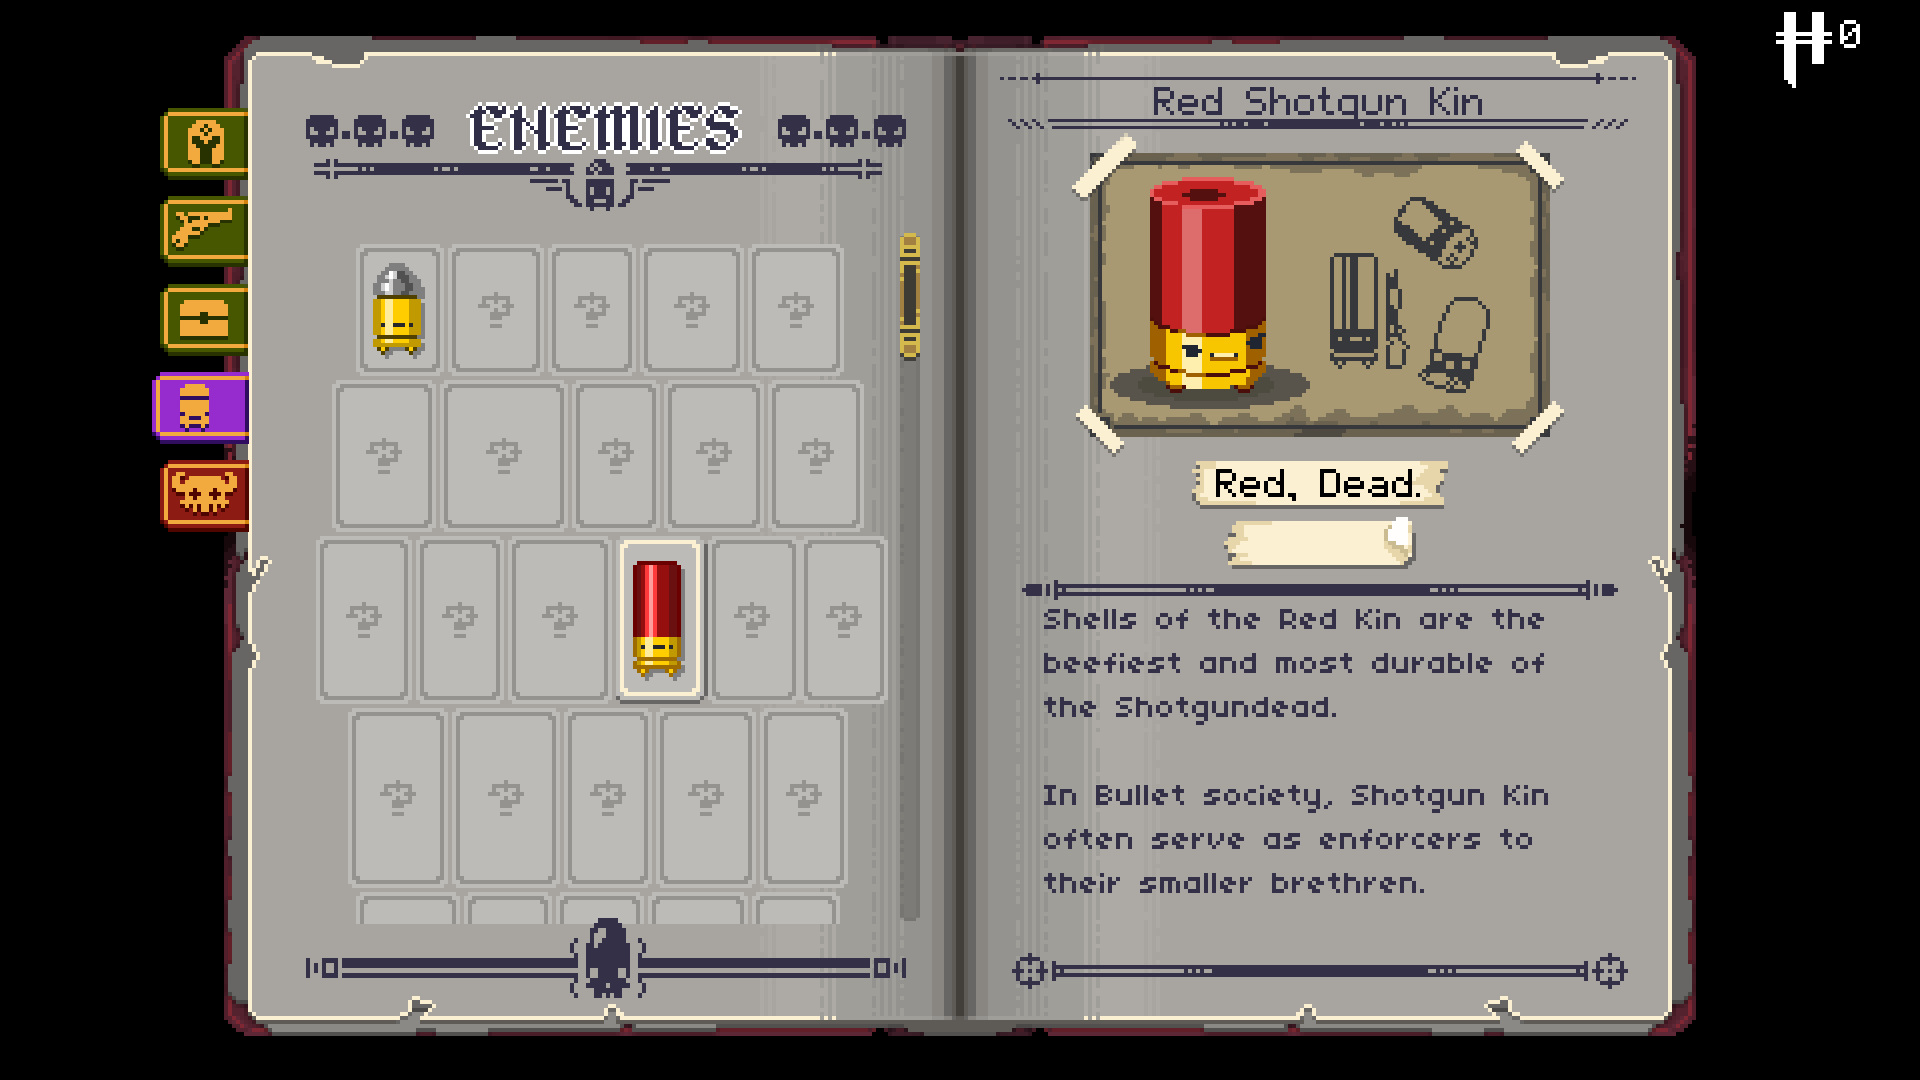 0
ENEMIES
Red Shotgun Kin
Red, Dead.
Shells of the Red Kin are the
beefiest and most durable of
the Shotgundead.
In Bullet society, Shotgun Kin
often serve as enforcers to
their smaller brethren.